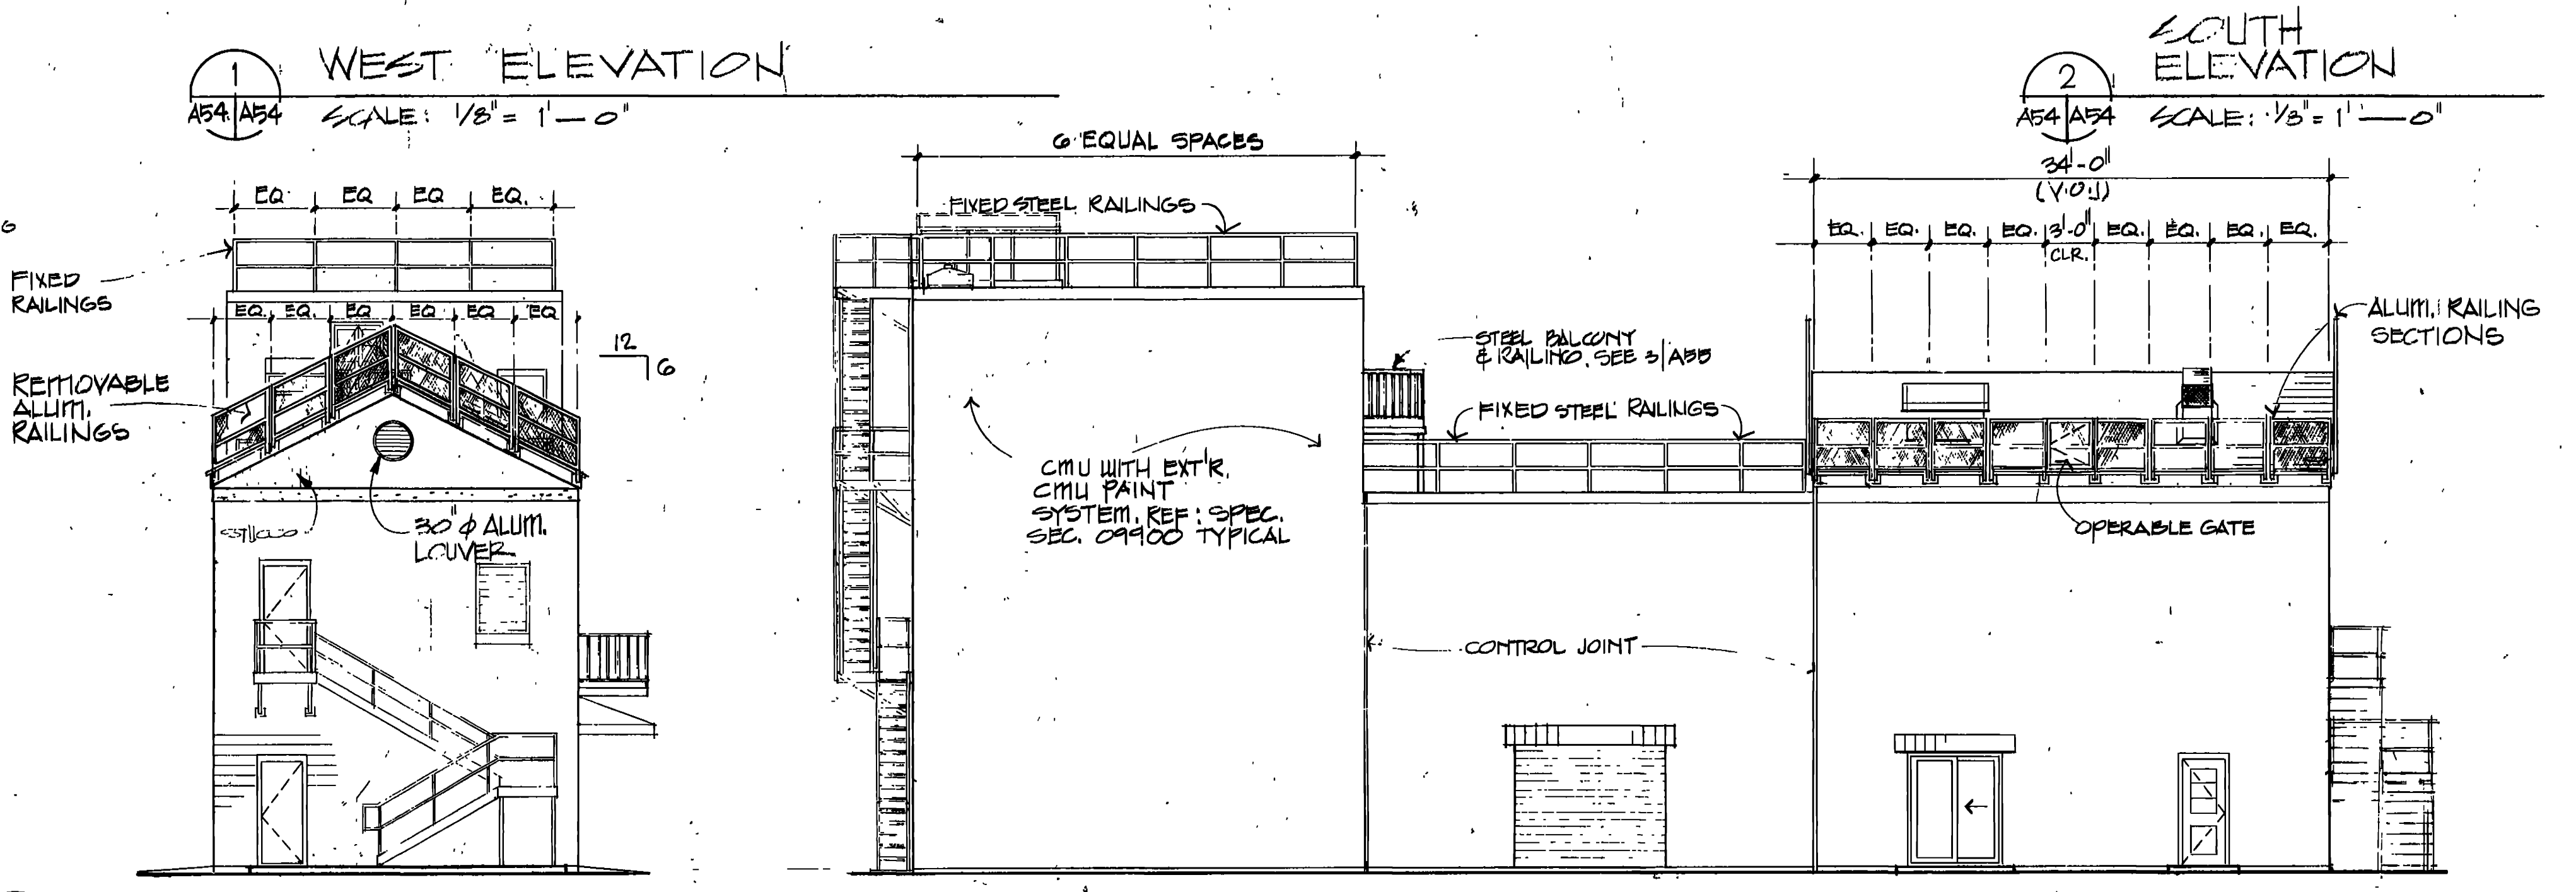 1
A54 A54
WEST ELEVATION
SCALE: 1/8" = 1'—0"
2
A54 A54
SOUTH
ELEVATION
SCALE: 1/8" = 1'—0"
6 EQUAL SPACES
34'-0"
(V.O.J)
EQ EQ EQ EQ.
FIXED STEEL RAILINGS
EQ. EQ. EQ. EQ. 3'-0" EQ. EQ. EQ. EQ.
CLR.
G
FIXED
RAILINGS
EQ. EQ. EQ EQ EQ EQ
12
6
ALUM. RAILING
SECTIONS
STEEL BALCONY
& RAILING. SEE 3/A55
REMOVABLE
ALUM.
RAILINGS
FIXED STEEL RAILINGS
CMU WITH EXT'R.
CMU PAINT
SYSTEM. REF: SPEC.
SEC. 09900 TYPICAL
STUCCO
30" φ ALUM.
LOUVER
OPERABLE GATE
CONTROL JOINT